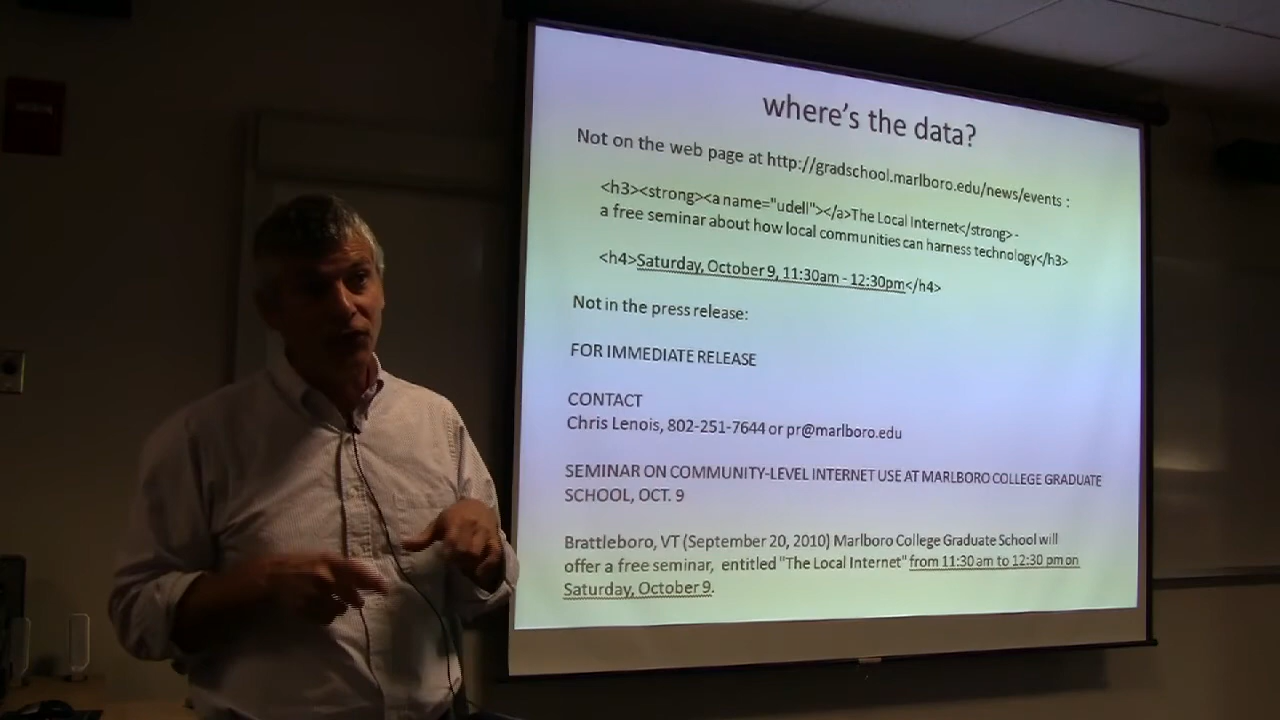 where's the data?
Not on the web page at http://gradschool.marlboro.edu/news/events :
<h3><strong><a name="udell"></a>The Local Internet</strong>-
a free seminar about how local communities can harness technology</h3>
<h4>Saturday, October 9, 11:30am - 12:30pm</h4>
Not in the press release:
FOR IMMEDIATE RELEASE
CONTACT
Chris Lenois, 802-251-7644 or pr@marlboro.edu
SEMINAR ON COMMUNITY-LEVEL INTERNET USE AT MARLBORO COLLEGE GRADUATE
SCHOOL, OCT. 9
Brattleboro, VT (September 20, 2010) Marlboro College Graduate School will
offer a free seminar, entitled "The Local Internet" from 11:30 am to 12:30 pm on
Saturday, October 9.